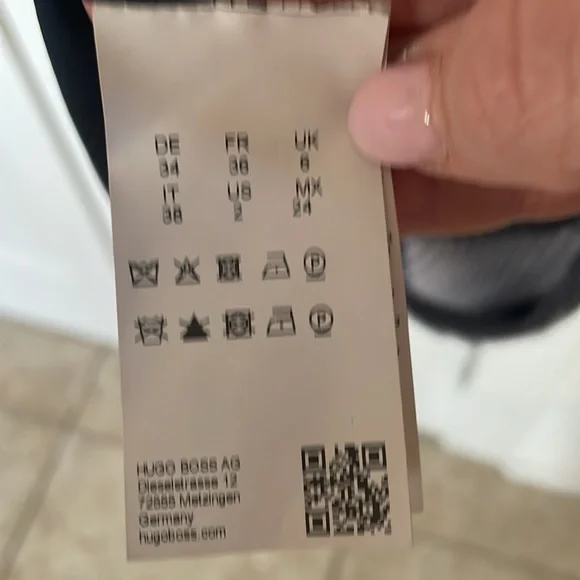 DE FR UK
34 36 6
IT US MX
38 2 24
P
P
HUGO BOSS AG
Dieselstrasse 12
72555 Metzingen
Germany
hugoboss.com